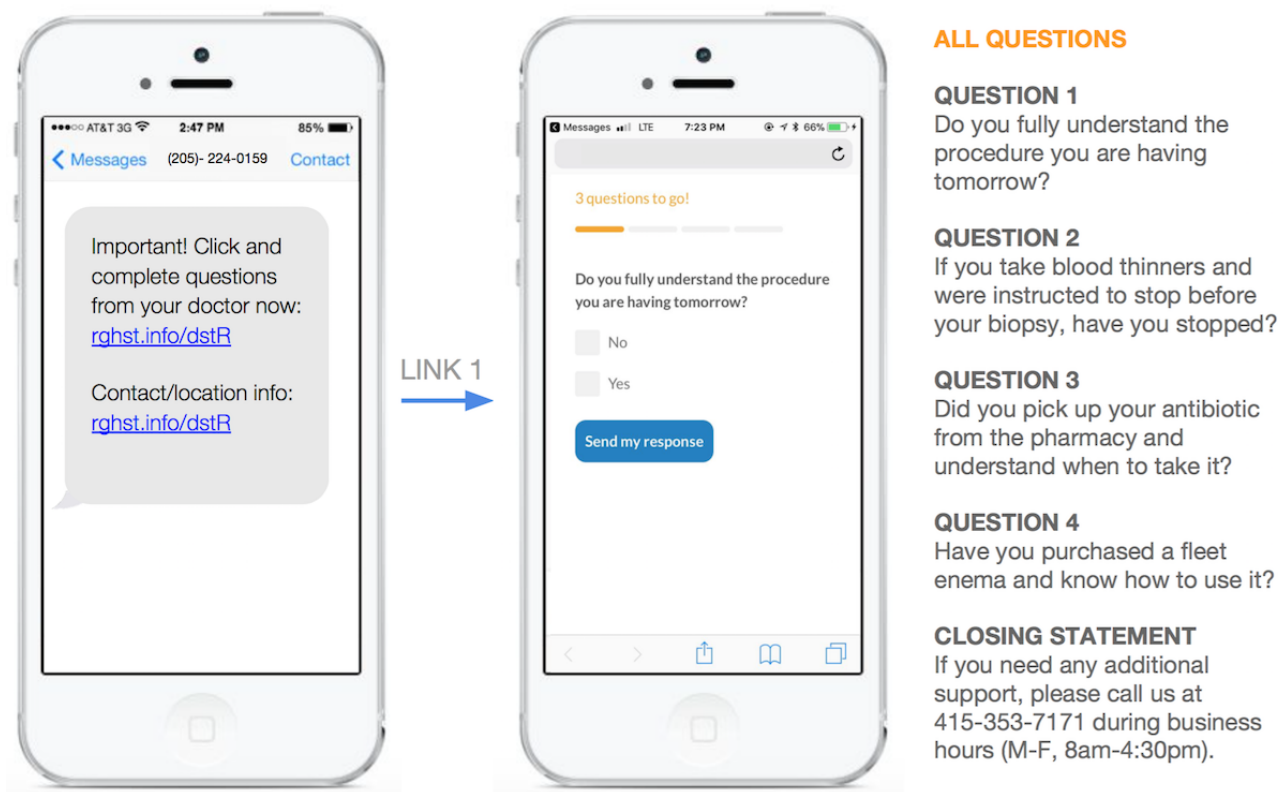 AT&T 3G 2:47 PM 85%
Messages (205)- 224-0159 Contact
Important! Click and
complete questions
from your doctor now:
rghst.info/dstR
Contact/location info:
rghst.info/dstR
LINK 1
Messages LTE 7:23 PM 66%
3 questions to go!
Do you fully understand the procedure
you are having tomorrow?
No
Yes
Send my response
ALL QUESTIONS
QUESTION 1
Do you fully understand the
procedure you are having
tomorrow?
QUESTION 2
If you take blood thinners and
were instructed to stop before
your biopsy, have you stopped?
QUESTION 3
Did you pick up your antibiotic
from the pharmacy and
understand when to take it?
QUESTION 4
Have you purchased a fleet
enema and know how to use it?
CLOSING STATEMENT
If you need any additional
support, please call us at
415-353-7171 during business
hours (M-F, 8am-4:30pm).